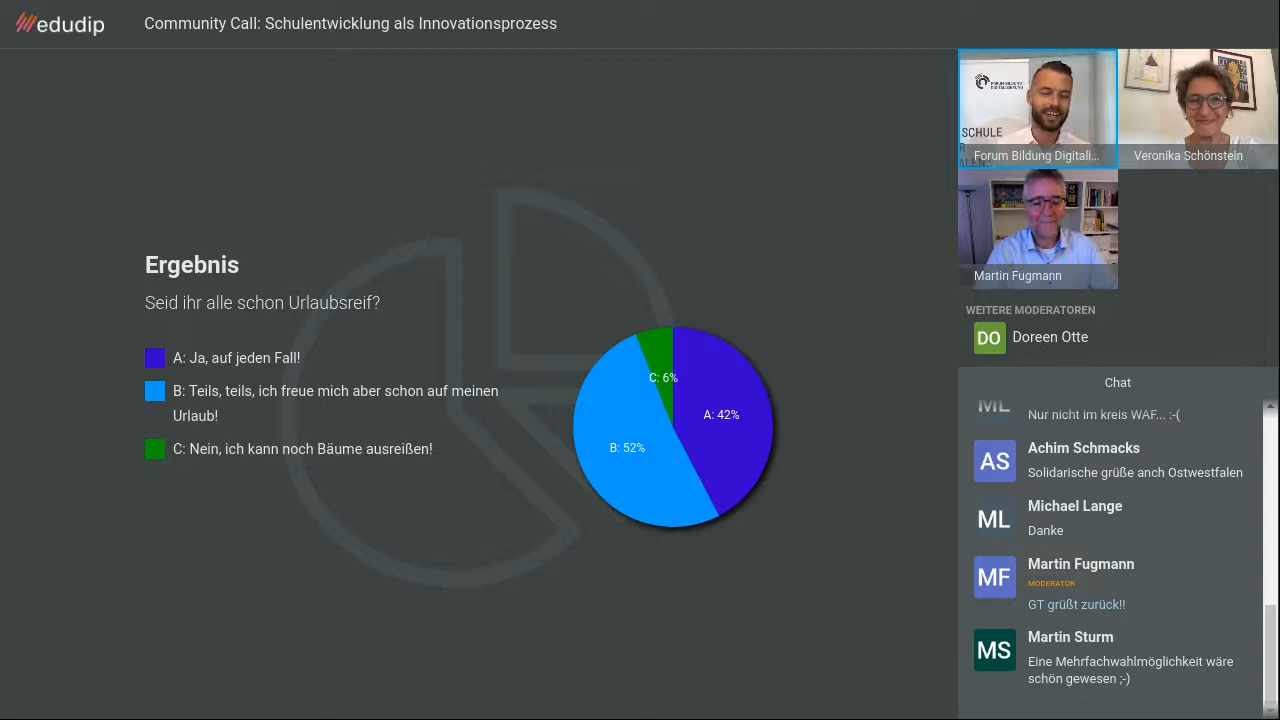 edudip
Community Call: Schulentwicklung als Innovationsprozess
Ergebnis
Seid ihr alle schon Urlaubsreif?
A: Ja, auf jeden Fall!
B: Teils, teils, ich freue mich aber schon auf meinen
Urlaub!
C: Nein, ich kann noch Bäume ausreißen!
C: 6%
A: 42%
B: 52%
FORUM BILDUNG
DIGITALISIERUNG
SCHULE
Forum Bildung Digitali...
Veronika Schönstein
Martin Fugmann
WEITERE MODERATOREN
DO
Doreen Otte
Chat
ML
Nur nicht im kreis WAF... :-(
AS
Achim Schmacks
Solidarische grüße anch Ostwestfalen
ML
Michael Lange
Danke
MF
Martin Fugmann
MODERATOR
GT grüßt zurück!!
MS
Martin Sturm
Eine Mehrfachwahlmöglichkeit wäre
schön gewesen ;-)